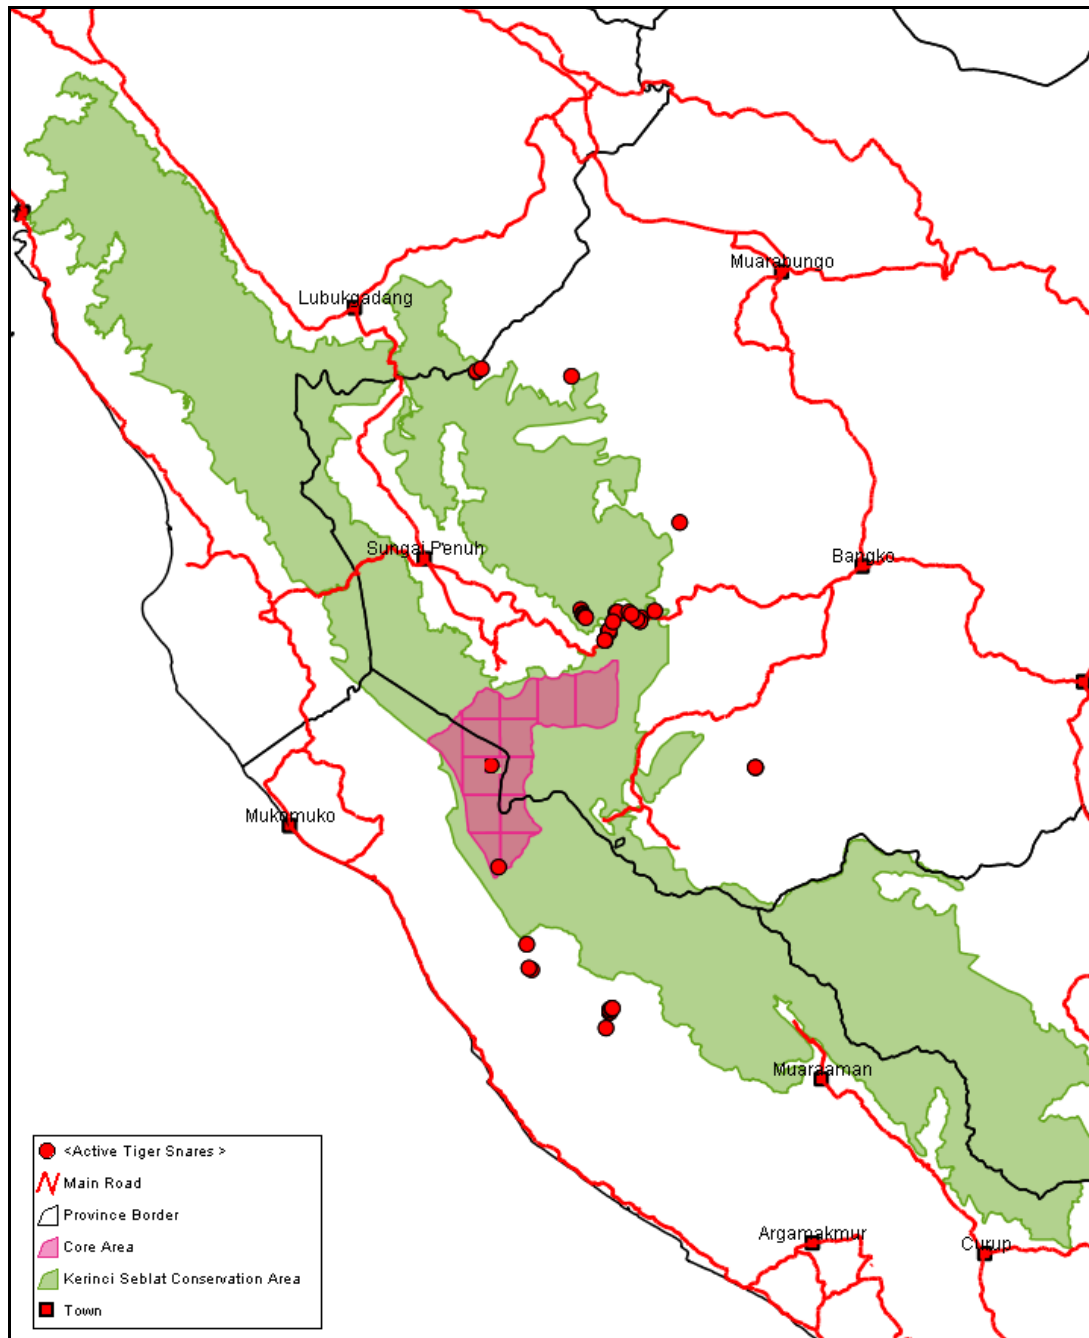 Muarabungo
Lubukgadang
Sungai Penuh
Bangko
Mukomuko
Muaraaman
Argamakmur
Curup
<Active Tiger Snares >
Main Road
Province Border
Core Area
Kerinci Seblat Conservation Area
Town